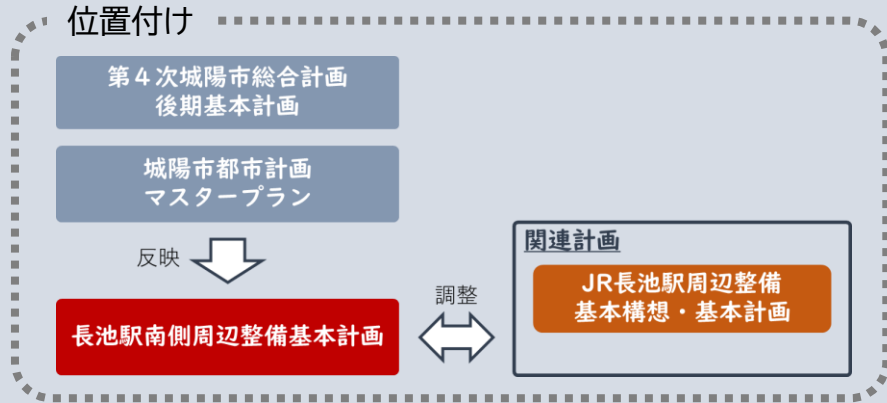 位置付け
第４次城陽市総合計画
後期基本計画
城陽市都市計画
マスタープラン
反映
長池駅南側周辺整備基本計画
調整
関連計画
JR長池駅周辺整備
基本構想・基本計画